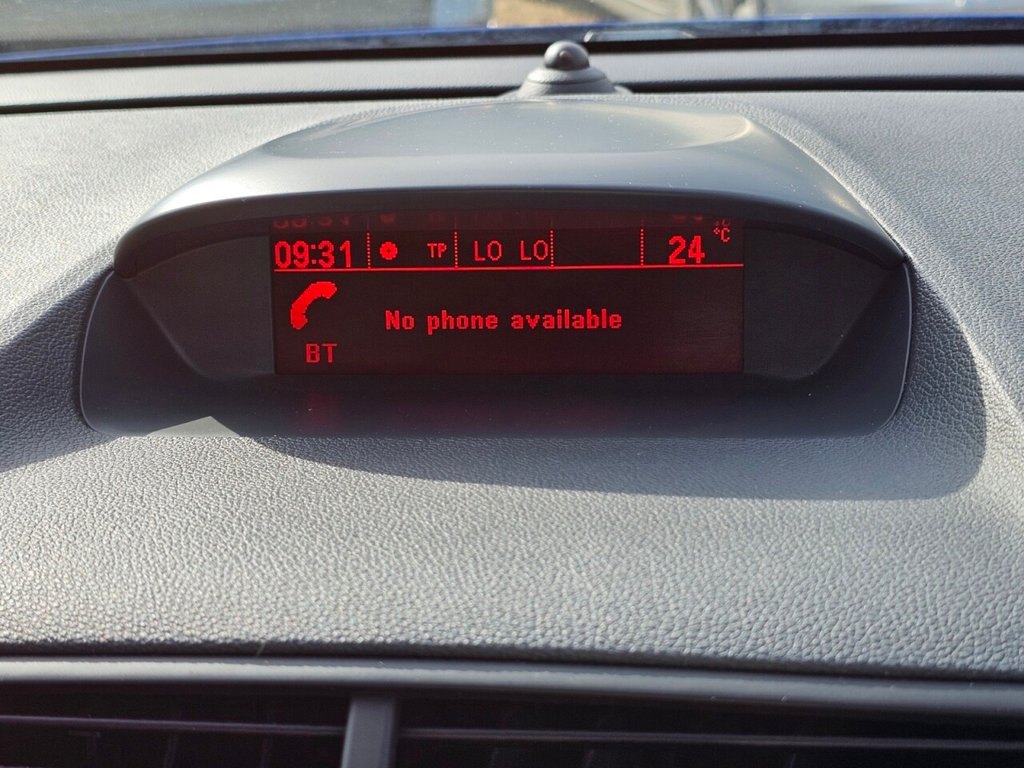 09:31 TP LO LO 24 °C
No phone available
BT